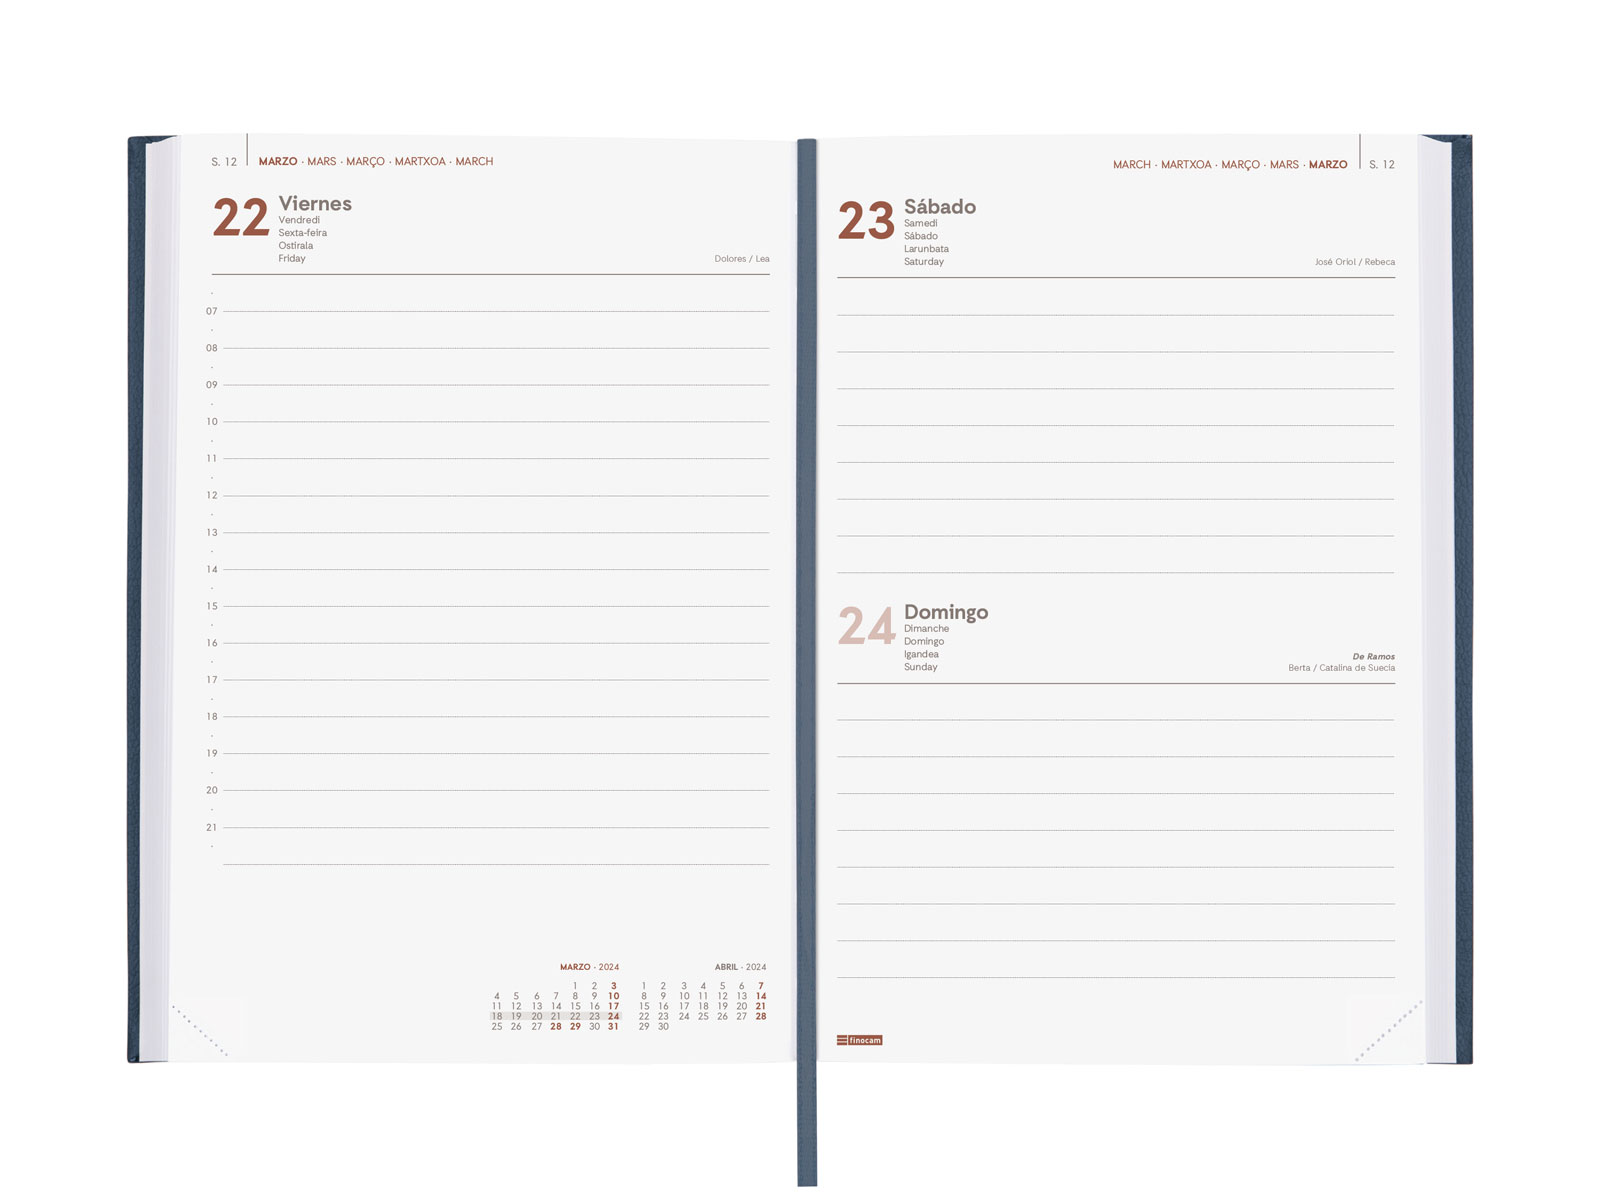 S. 12
MARZO · MARS · MARÇO · MARTXOA · MARCH
22
Viernes
Vendredi
Sexta-feira
Ostirala
Friday
Dolores / Lea
07
08
09
10
11
12
13
14
15
16
17
18
19
20
21
MARZO · 2024
1 2 3
4 5 6 7 8 9 10
11 12 13 14 15 16 17
18 19 20 21 22 23 24
25 26 27 28 29 30 31
ABRIL · 2024
1 2 3 4 5 6 7
8 9 10 11 12 13 14
15 16 17 18 19 20 21
22 23 24 25 26 27 28
29 30
MARCH · MARTXOA · MARÇO · MARS · MARZO
S. 12
23
Sábado
Samedi
Sábado
Larunbata
Saturday
José Oriol / Rebeca
24
Domingo
Dimanche
Domingo
Igandea
Sunday
De Ramos
Berta / Catalina de Suecia
finocam